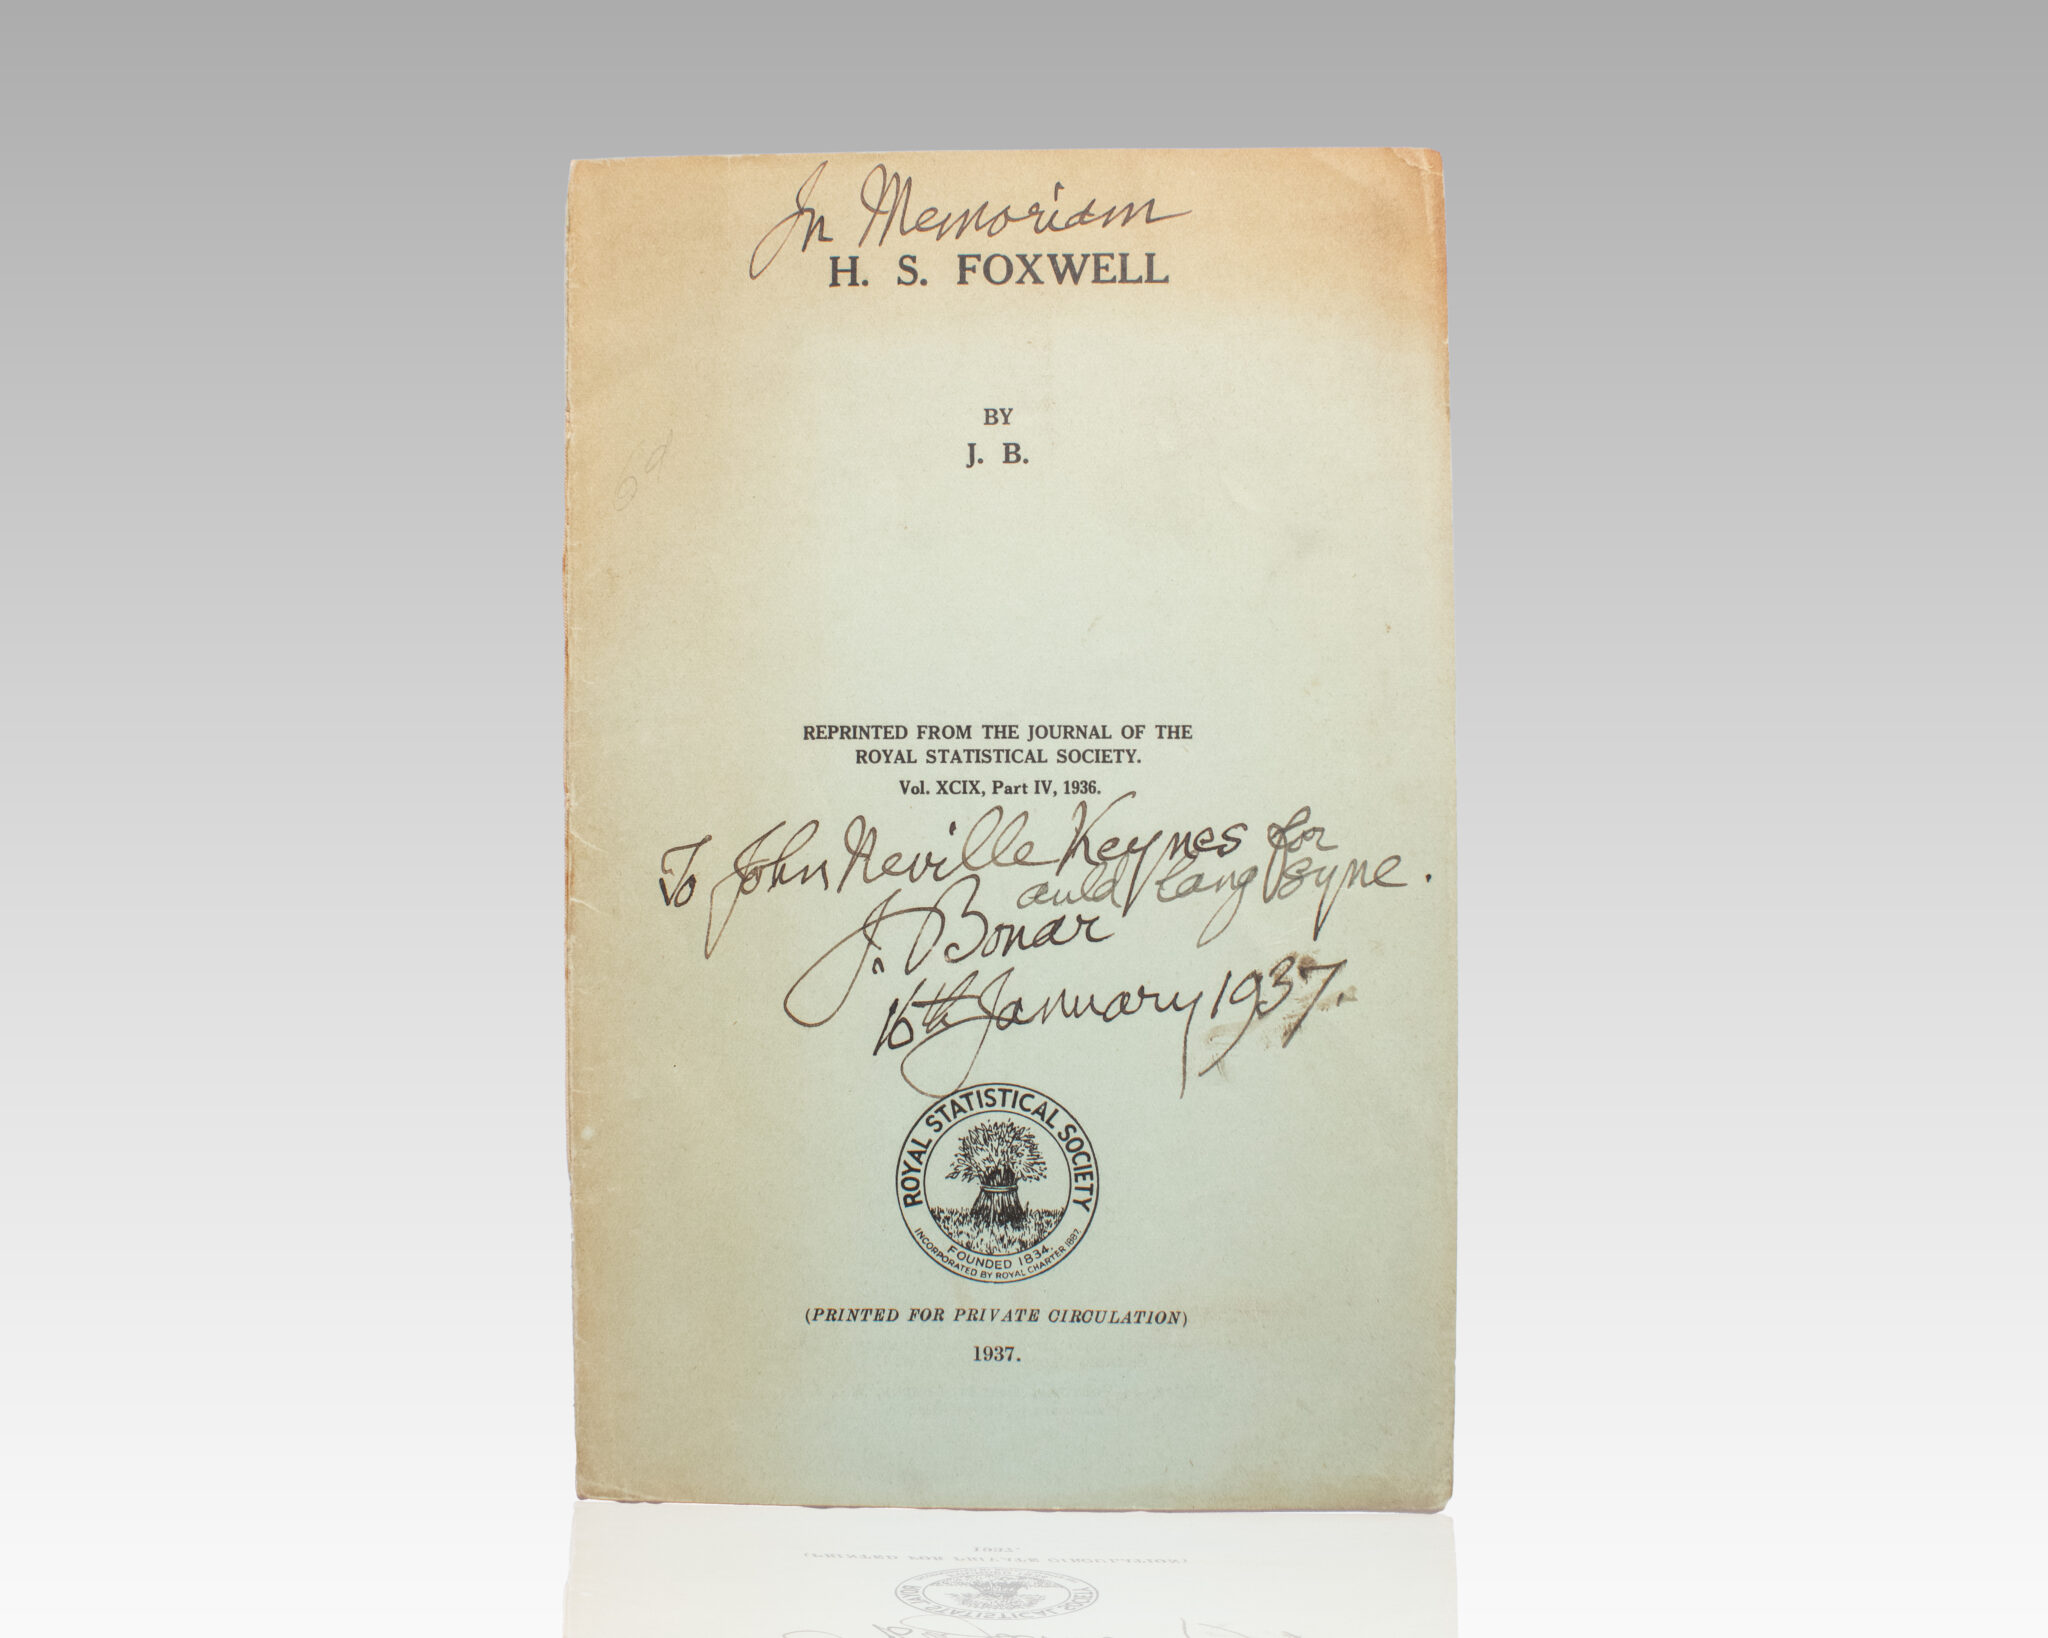 In Memoriam
H. S. FOXWELL
BY
J. B.
6d
REPRINTED FROM THE JOURNAL OF THE
ROYAL STATISTICAL SOCIETY.
Vol. XCIX, Part IV, 1936.
To John Neville Keynes for
auld lang syne.
J. Bonar
16th January 1937.
ROYAL STATISTICAL SOCIETY
FOUNDED 1834.
INCORPORATED BY ROYAL CHARTER 1887.
(PRINTED FOR PRIVATE CIRCULATION)
1937.